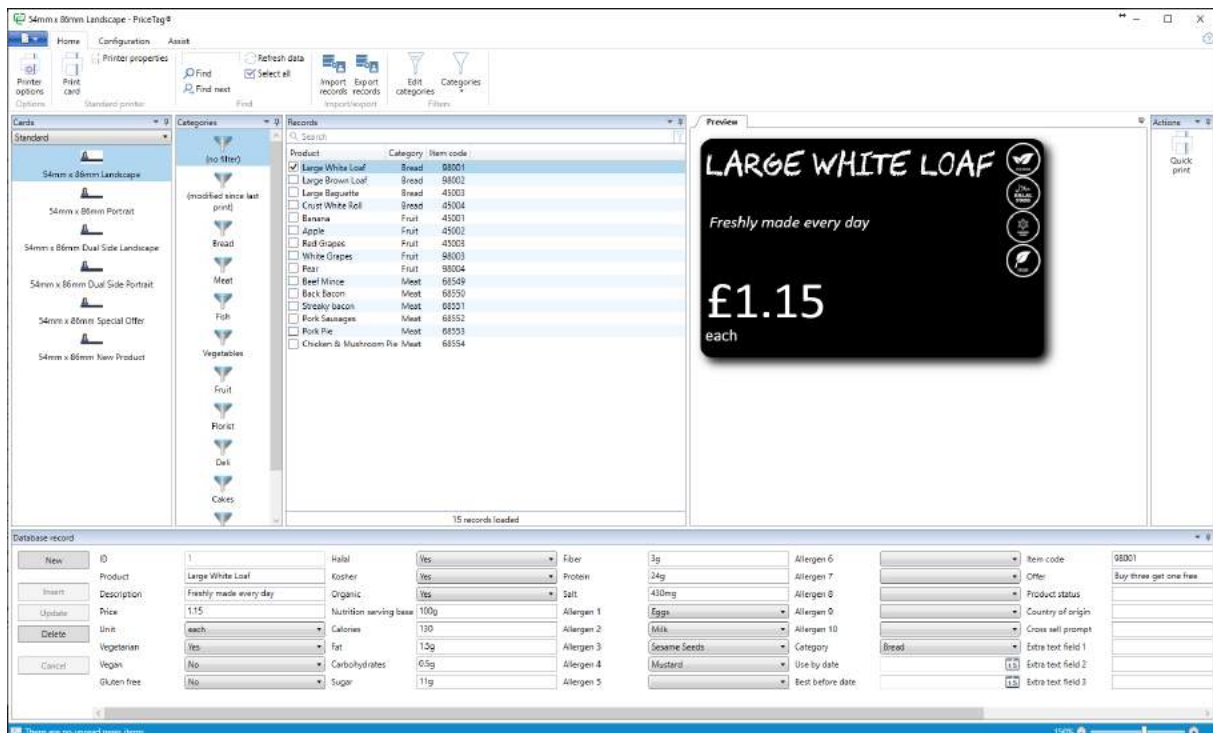 54mm x 86mm Landscape - PriceTag®
Home Configuration Assist
Printer options
Print card
Printer properties
Find
Find next
Refresh data
Select all
Import records
Export records
Edit categories
Categories
Options
Standard printer
Find
Import/export
Filters
Cards
Standard
54mm x 86mm Landscape
54mm x 86mm Portrait
54mm x 86mm Dual Side Landscape
54mm x 86mm Dual Side Portrait
54mm x 86mm Special Offer
54mm x 86mm New Product
Categories
(no filter)
(modified since last print)
Bread
Meat
Fish
Vegetables
Fruit
Florist
Deli
Cakes
Records
Search
Product Category Item code
Large White Loaf Bread 98001
Large Brown Loaf Bread 98002
Large Baguette Bread 45003
Crust White Roll Bread 45004
Banana Fruit 45001
Apple Fruit 45002
Red Grapes Fruit 45003
White Grapes Fruit 98003
Pear Fruit 98004
Beef Mince Meat 68549
Back Bacon Meat 68550
Streaky bacon Meat 68551
Pork Sausages Meat 68552
Pork Pie Meat 68553
Chicken & Mushroom Pie Meat 68554
15 records loaded
Preview
LARGE WHITE LOAF
HALAL
FOOD
Freshly made every day
£1.15
each
Actions
Quick print
Database record
New
Insert
Update
Delete
Cancel
ID 1
Product Large White Loaf
Description Freshly made every day
Price 1.15
Unit each
Vegetarian Yes
Vegan No
Gluten free No
Halal Yes
Kosher Yes
Organic Yes
Nutrition serving base 100g
Calories 130
Fat 1.5g
Carbohydrates 0.5g
Sugar 11g
Fiber 3g
Protein 24g
Salt 430mg
Allergen 1 Eggs
Allergen 2 Milk
Allergen 3 Sesame Seeds
Allergen 4 Mustard
Allergen 5
Allergen 6
Allergen 7
Allergen 8
Allergen 9
Allergen 10
Category Bread
Use by date 15
Best before date 15
Item code 98001
Offer Buy three get one free
Product status
Country of origin
Cross sell prompt
Extra text field 1
Extra text field 2
Extra text field 3
There are no unread news items
150%